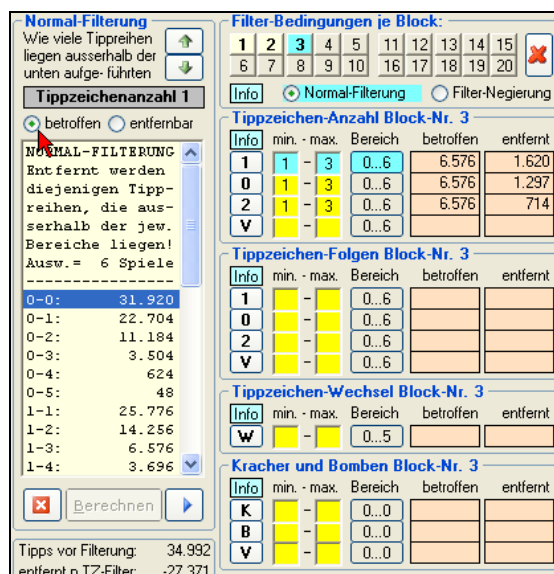 Normal-Filterung
Wie viele Tippreihen
liegen ausserhalb der
unten aufge- führten
Tippzeichenanzahl 1
betroffen entfernbar
NORMAL-FILTERUNG
Entfernt werden
diejenigen Tipp-
reihen, die aus-
serhalb der jew.
Bereiche liegen!
Ausw.= 6 Spiele
----------------
0-0: 31.920
0-1: 22.704
0-2: 11.184
0-3: 3.504
0-4: 624
0-5: 48
1-1: 25.776
1-2: 14.256
1-3: 6.576
1-4: 3.696
Berechnen
Tipps vor Filterung: 34.992
entfernt n.TZ-Filter: -27.371
Filter-Bedingungen je Block:
1 2 3 4 5 11 12 13 14 15
6 7 8 9 10 16 17 18 19 20
Info Normal-Filterung Filter-Negierung
Tippzeichen-Anzahl Block-Nr. 3
Info min. - max. Bereich betroffen entfernt
1 1 - 3 0...6 6.576 1.620
0 1 - 3 0...6 6.576 1.297
2 1 - 3 0...6 6.576 714
V - 0...6
Tippzeichen-Folgen Block-Nr. 3
Info min. - max. Bereich betroffen entfernt
1 - 0...6
0 - 0...6
2 - 0...6
V - 0...6
Tippzeichen-Wechsel Block-Nr. 3
Info min. - max. Bereich betroffen entfernt
W - 0...5
Kracher und Bomben Block-Nr. 3
Info min. - max. Bereich betroffen entfernt
K - 0...0
B - 0...0
V - 0...0